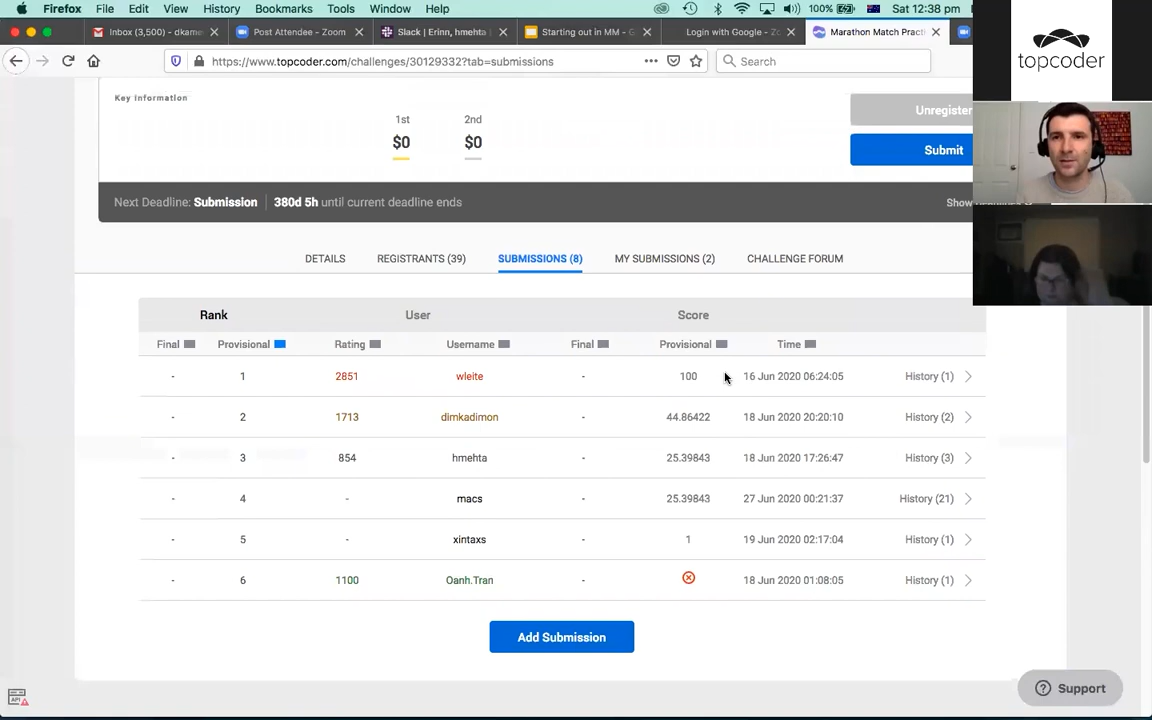 Firefox File Edit View History Bookmarks Tools Window Help 100% Sat 12:38 pm
Inbox (3,500) - dkame Post Attendee - Zoom Slack | Erinn, hmehta Starting out in MM - G Login with Google - Zo Marathon Match Practi
https://www.topcoder.com/challenges/30129332?tab=submissions Search
topcoder
Key Information
1st 2nd
$0 $0
Unregister
Submit
Next Deadline: Submission 380d 5h until current deadline ends Show
DETAILS REGISTRANTS (39) SUBMISSIONS (8) MY SUBMISSIONS (2) CHALLENGE FORUM
Rank User Score
Final Provisional Rating Username Final Provisional Time
- 1 2851 wleite - 100 16 Jun 2020 06:24:05 History (1)
- 2 1713 dimkadimon - 44.86422 18 Jun 2020 20:20:10 History (2)
- 3 854 hmehta - 25.39843 18 Jun 2020 17:26:47 History (3)
- 4 - macs - 25.39843 27 Jun 2020 00:21:37 History (21)
- 5 - xintaxs - 1 19 Jun 2020 02:17:04 History (1)
- 6 1100 Oanh.Tran - 18 Jun 2020 01:08:05 History (1)
Add Submission
Support
API